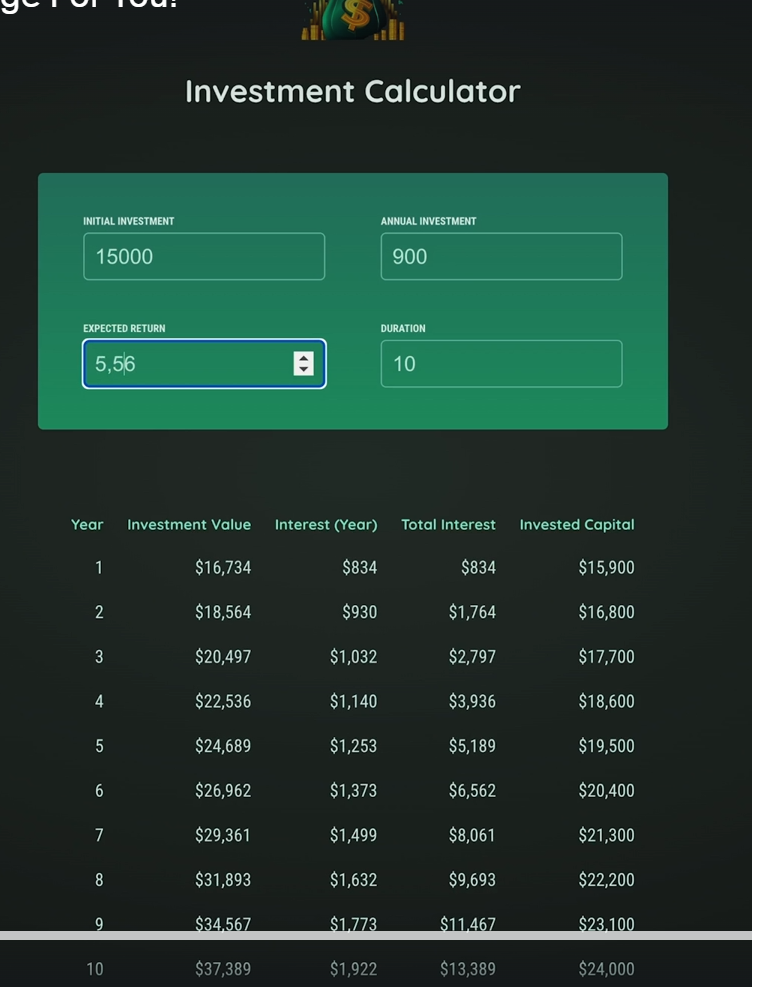 ge For You!
Investment Calculator
INITIAL INVESTMENT ANNUAL INVESTMENT
15000 900
EXPECTED RETURN DURATION
5,56 10
Year Investment Value Interest (Year) Total Interest Invested Capital
1 $16,734 $834 $834 $15,900
2 $18,564 $930 $1,764 $16,800
3 $20,497 $1,032 $2,797 $17,700
4 $22,536 $1,140 $3,936 $18,600
5 $24,689 $1,253 $5,189 $19,500
6 $26,962 $1,373 $6,562 $20,400
7 $29,361 $1,499 $8,061 $21,300
8 $31,893 $1,632 $9,693 $22,200
9 $34,567 $1,773 $11,467 $23,100
10 $37,389 $1,922 $13,389 $24,000